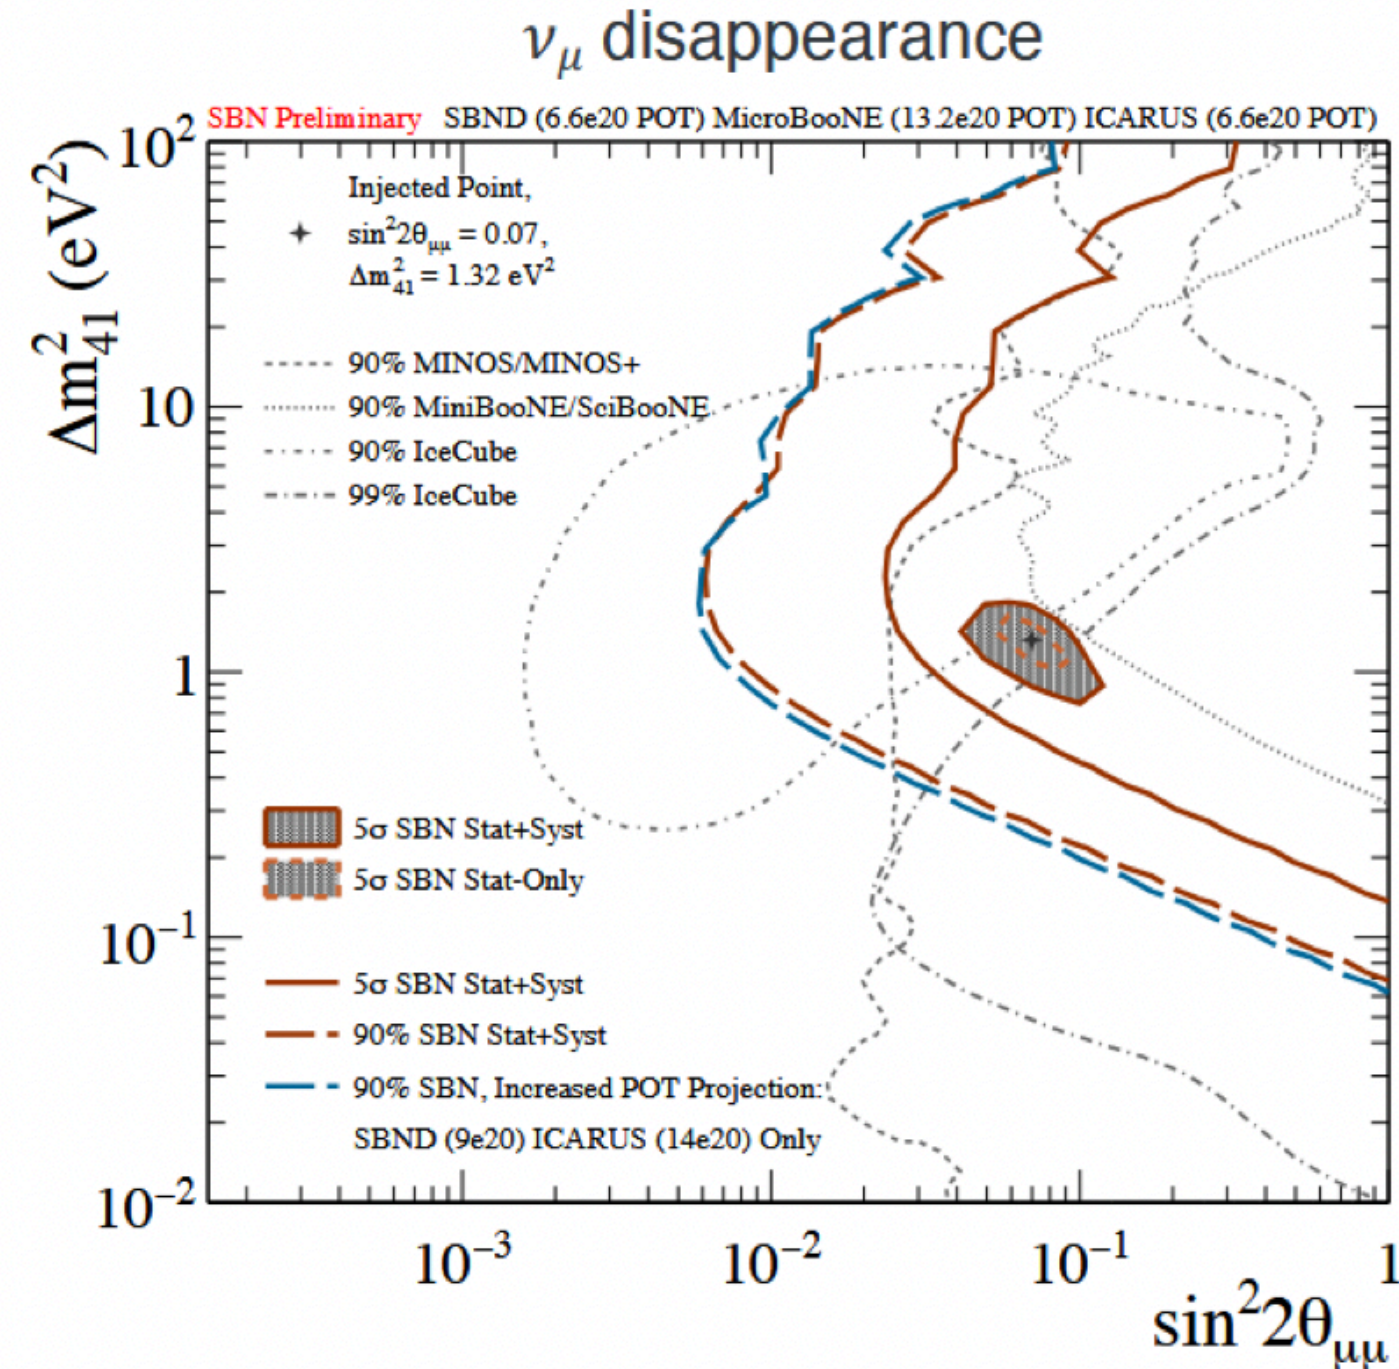 ν_μ disappearance
SBN Preliminary SBND (6.6e20 POT) MicroBooNE (13.2e20 POT) ICARUS (6.6e20 POT)
Δm²₄₁ (eV²)
10²
10
1
10⁻¹
10⁻²
Injected Point,
sin²2θ_μμ = 0.07,
Δm²₄₁ = 1.32 eV²
90% MINOS/MINOS+
90% MiniBooNE/SciBooNE
90% IceCube
99% IceCube
5σ SBN Stat+Syst
5σ SBN Stat-Only
5σ SBN Stat+Syst
90% SBN Stat+Syst
90% SBN, Increased POT Projection:
SBND (9e20) ICARUS (14e20) Only
10⁻³ 10⁻² 10⁻¹ 1
sin²2θ_μμ